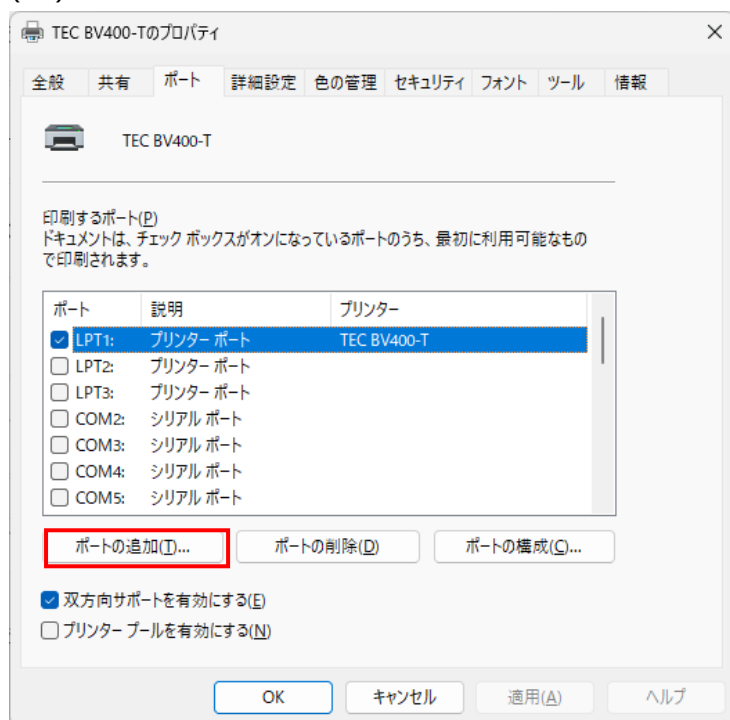 TEC BV400-Tのプロパティ
全般 共有 ポート 詳細設定 色の管理 セキュリティ フォント ツール 情報
TEC BV400-T
印刷するポート(P)
ドキュメントは、チェック ボックスがオンになっているポートのうち、最初に利用可能なもの
で印刷されます。
ポート 説明 プリンター
LPT1: プリンター ポート TEC BV400-T
LPT2: プリンター ポート
LPT3: プリンター ポート
COM2: シリアル ポート
COM3: シリアル ポート
COM4: シリアル ポート
COM5: シリアル ポート
ポートの追加(T)... ポートの削除(D) ポートの構成(C)...
双方向サポートを有効にする(E)
プリンター プールを有効にする(N)
OK キャンセル 適用(A) ヘルプ